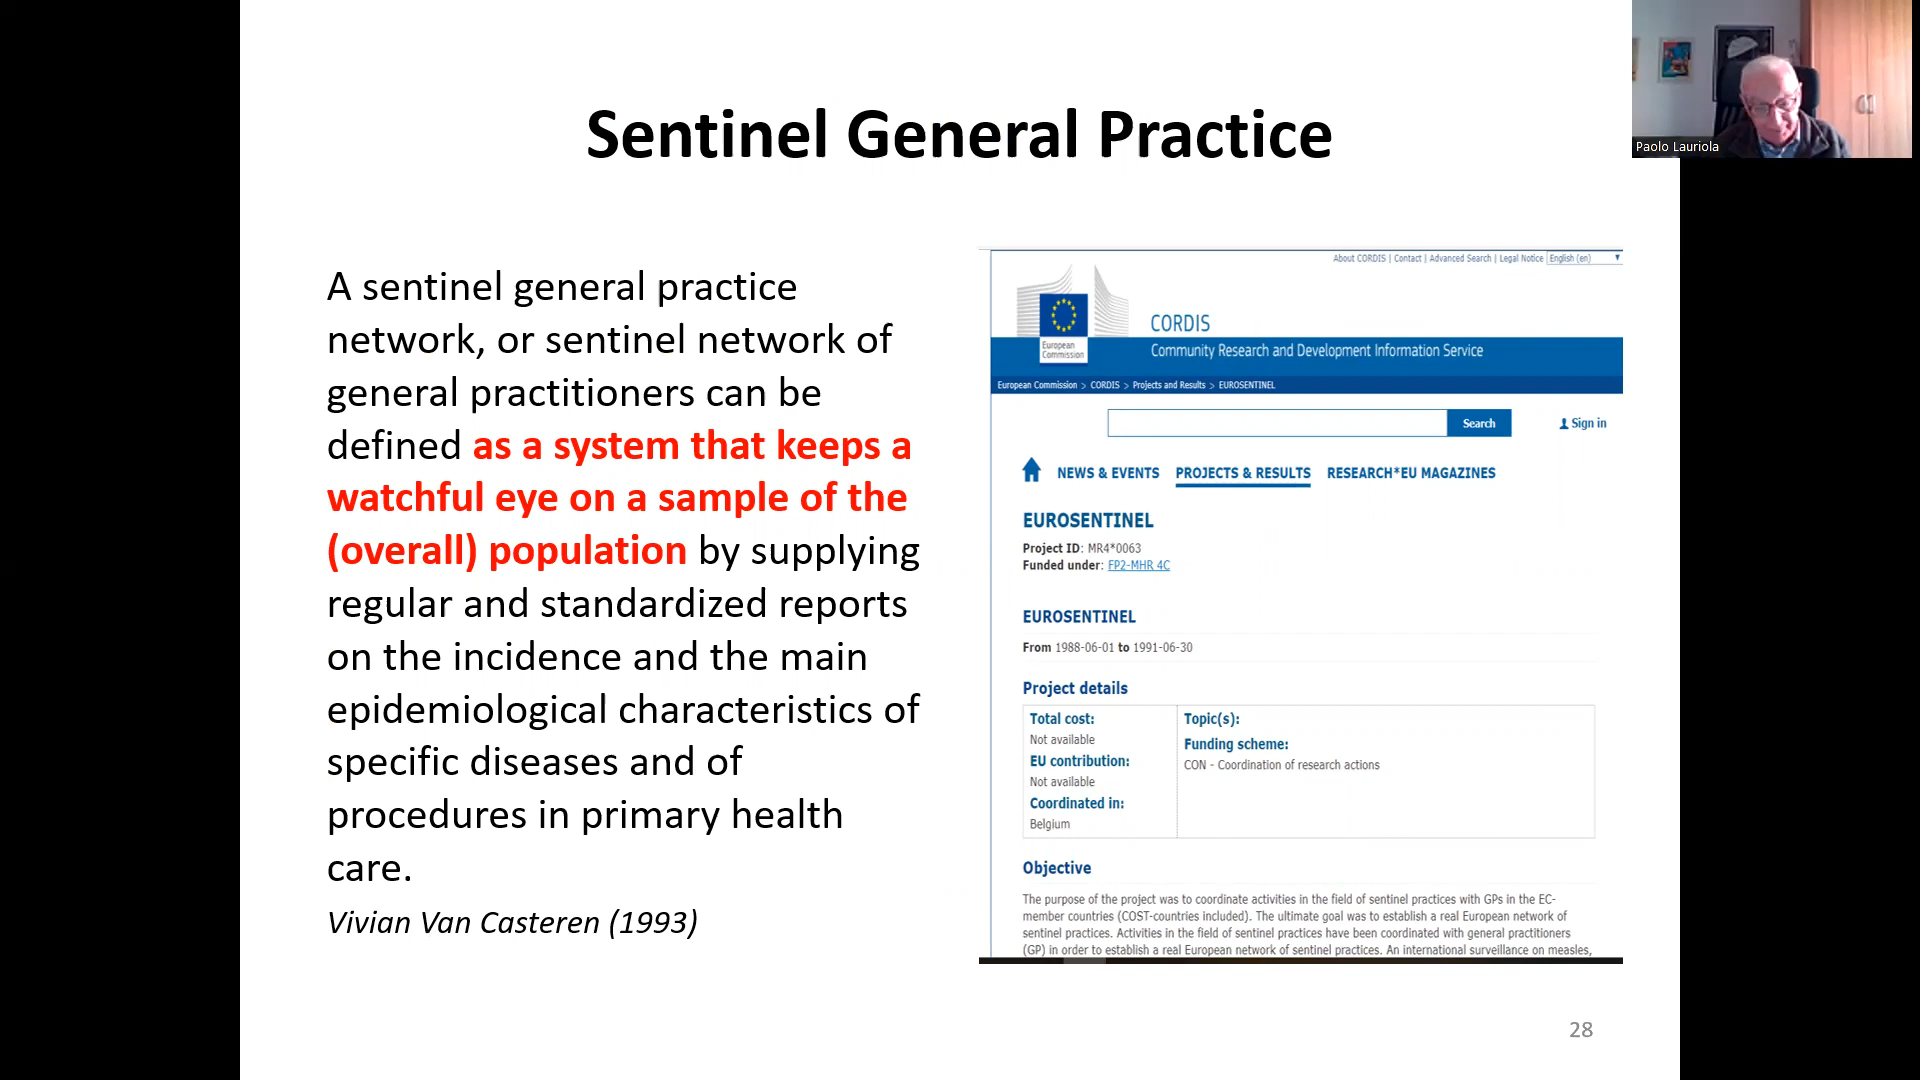 Sentinel General Practice
Paolo Lauriola
A sentinel general practice
network, or sentinel network of
general practitioners can be
defined as a system that keeps a
watchful eye on a sample of the
(overall) population by supplying
regular and standardized reports
on the incidence and the main
epidemiological characteristics of
specific diseases and of
procedures in primary health
care.
Vivian Van Casteren (1993)
About CORDIS | Contact | Advanced Search | Legal Notice English (en)
European
Commission
CORDIS
Community Research and Development Information Service
European Commission > CORDIS > Projects and Results > EUROSENTINEL
Search
Sign in
NEWS & EVENTS PROJECTS & RESULTS RESEARCH*EU MAGAZINES
EUROSENTINEL
Project ID: MR4*0063
Funded under: FP2-MHR 4C
EUROSENTINEL
From 1988-06-01 to 1991-06-30
Project details
Total cost:
Not available
EU contribution:
Not available
Coordinated in:
Belgium
Topic(s):
Funding scheme:
CON - Coordination of research actions
Objective
The purpose of the project was to coordinate activities in the field of sentinel practices with GPs in the EC-
member countries (COST-countries included). The ultimate goal was to establish a real European network of
sentinel practices. Activities in the field of sentinel practices have been coordinated with general practitioners
(GP) in order to establish a real European network of sentinel practices. An international surveillance on measles,
28